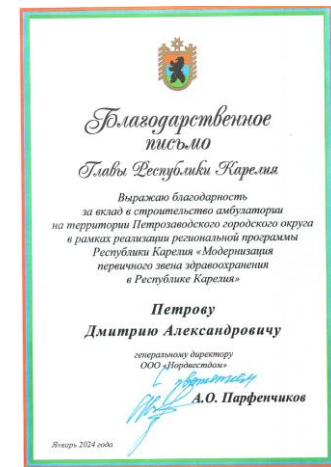 Благодарственное
письмо
Главы Республики Карелия
Выражаю благодарность
за вклад в строительство амбулатории
на территории Петрозаводского городского округа
в рамках реализации региональной программы
Республики Карелия «Модернизация
первичного звена здравоохранения
в Республике Карелия»
Петрову
Дмитрию Александровичу
генеральному директору
ООО «Нордвестдом»
А.О. Парфенчиков
Январь 2024 года